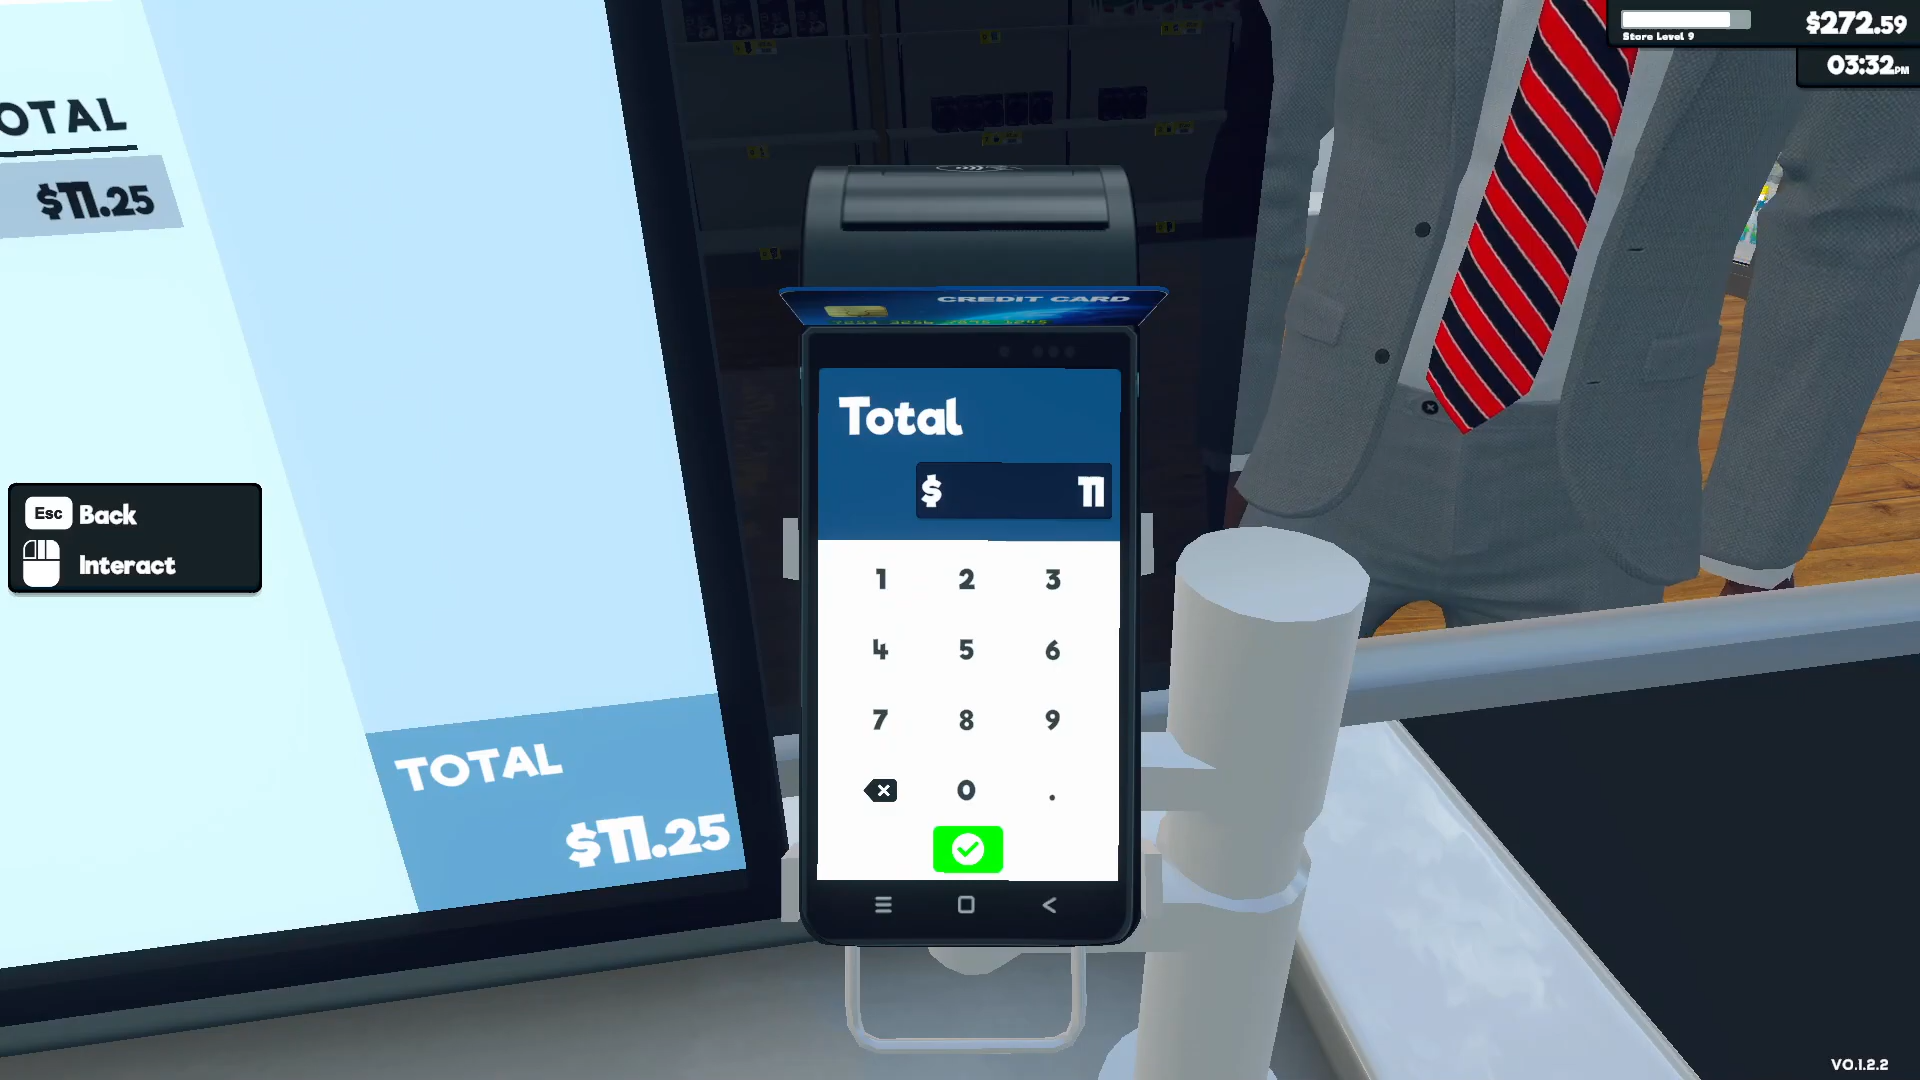 $272.59
Store Level 9
03:32PM
OTAL
$11.25
CREDIT CARD
Total
$ 11
Esc Back
Interact
1 2 3
4 5 6
7 8 9
0 .
TOTAL
$11.25
V0.1.2.2